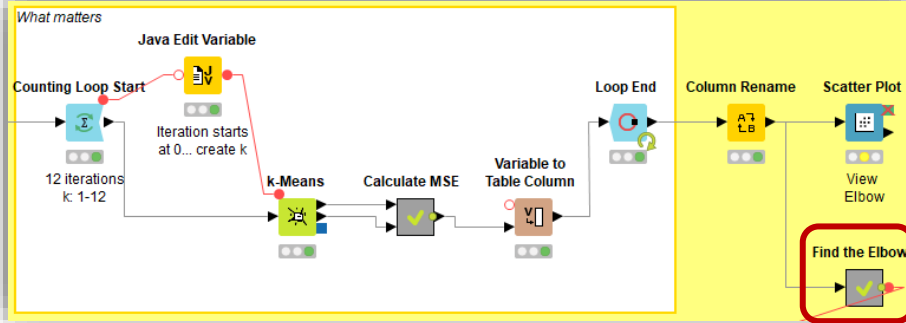 What matters
Java Edit Variable
Counting Loop Start
Loop End
Column Rename
Scatter Plot
Iteration starts
at 0... create k
12 iterations
k: 1-12
k-Means
Calculate MSE
Variable to
Table Column
View
Elbow
Find the Elbow